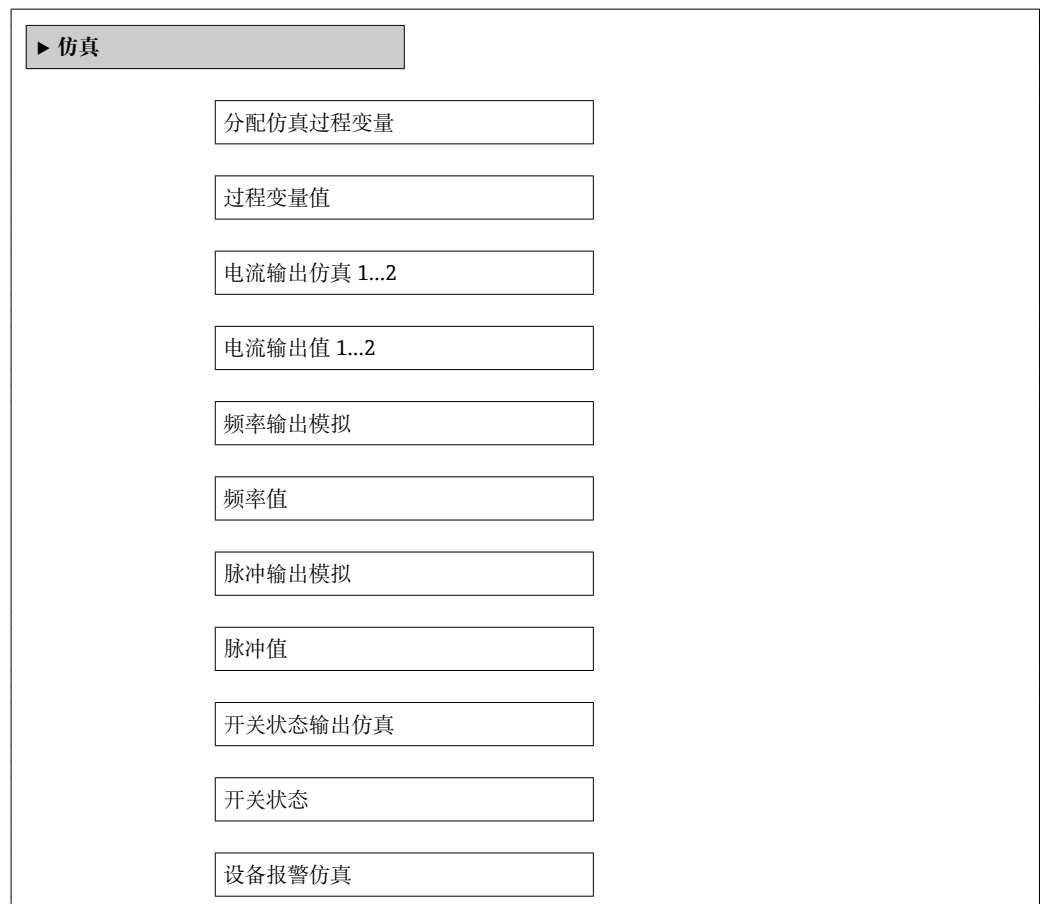 ▶ 仿真
分配仿真过程变量
过程变量值
电流输出仿真 1...2
电流输出值 1...2
频率输出模拟
频率值
脉冲输出模拟
脉冲值
开关状态输出仿真
开关状态
设备报警仿真